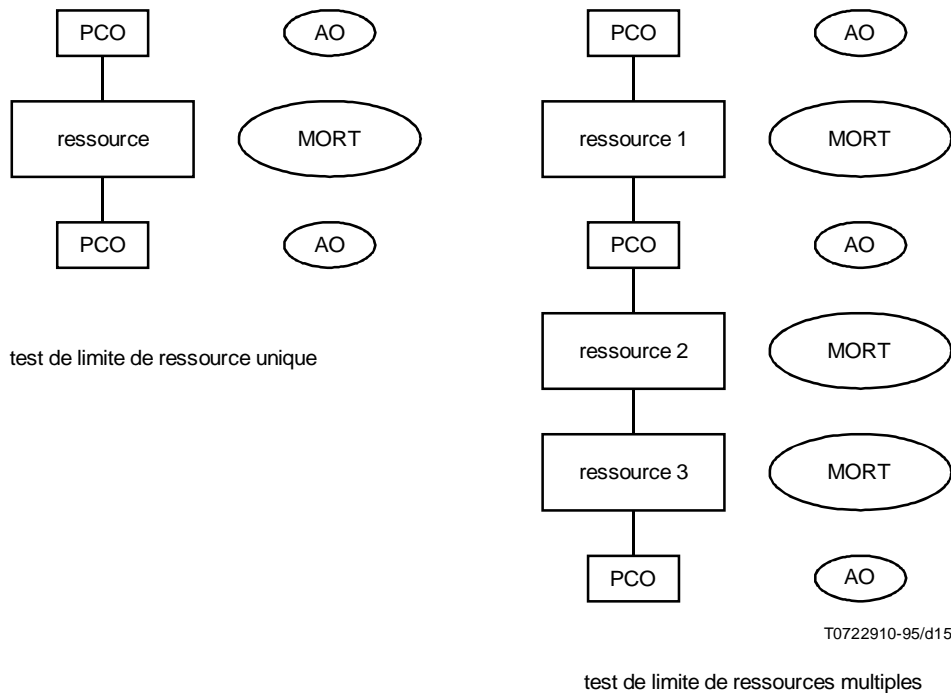 PCO
AO
ressource
MORT
PCO
AO
test de limite de ressource unique
PCO
AO
ressource 1
MORT
PCO
AO
ressource 2
MORT
ressource 3
MORT
PCO
AO
T0722910-95/d15
test de limite de ressources multiples